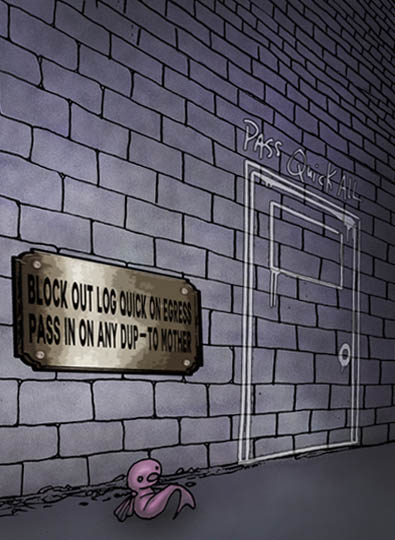 Pass Quick All
BLOCK OUT LOG QUICK ON EGRESS
PASS IN ON ANY DUP-TO MOTHER